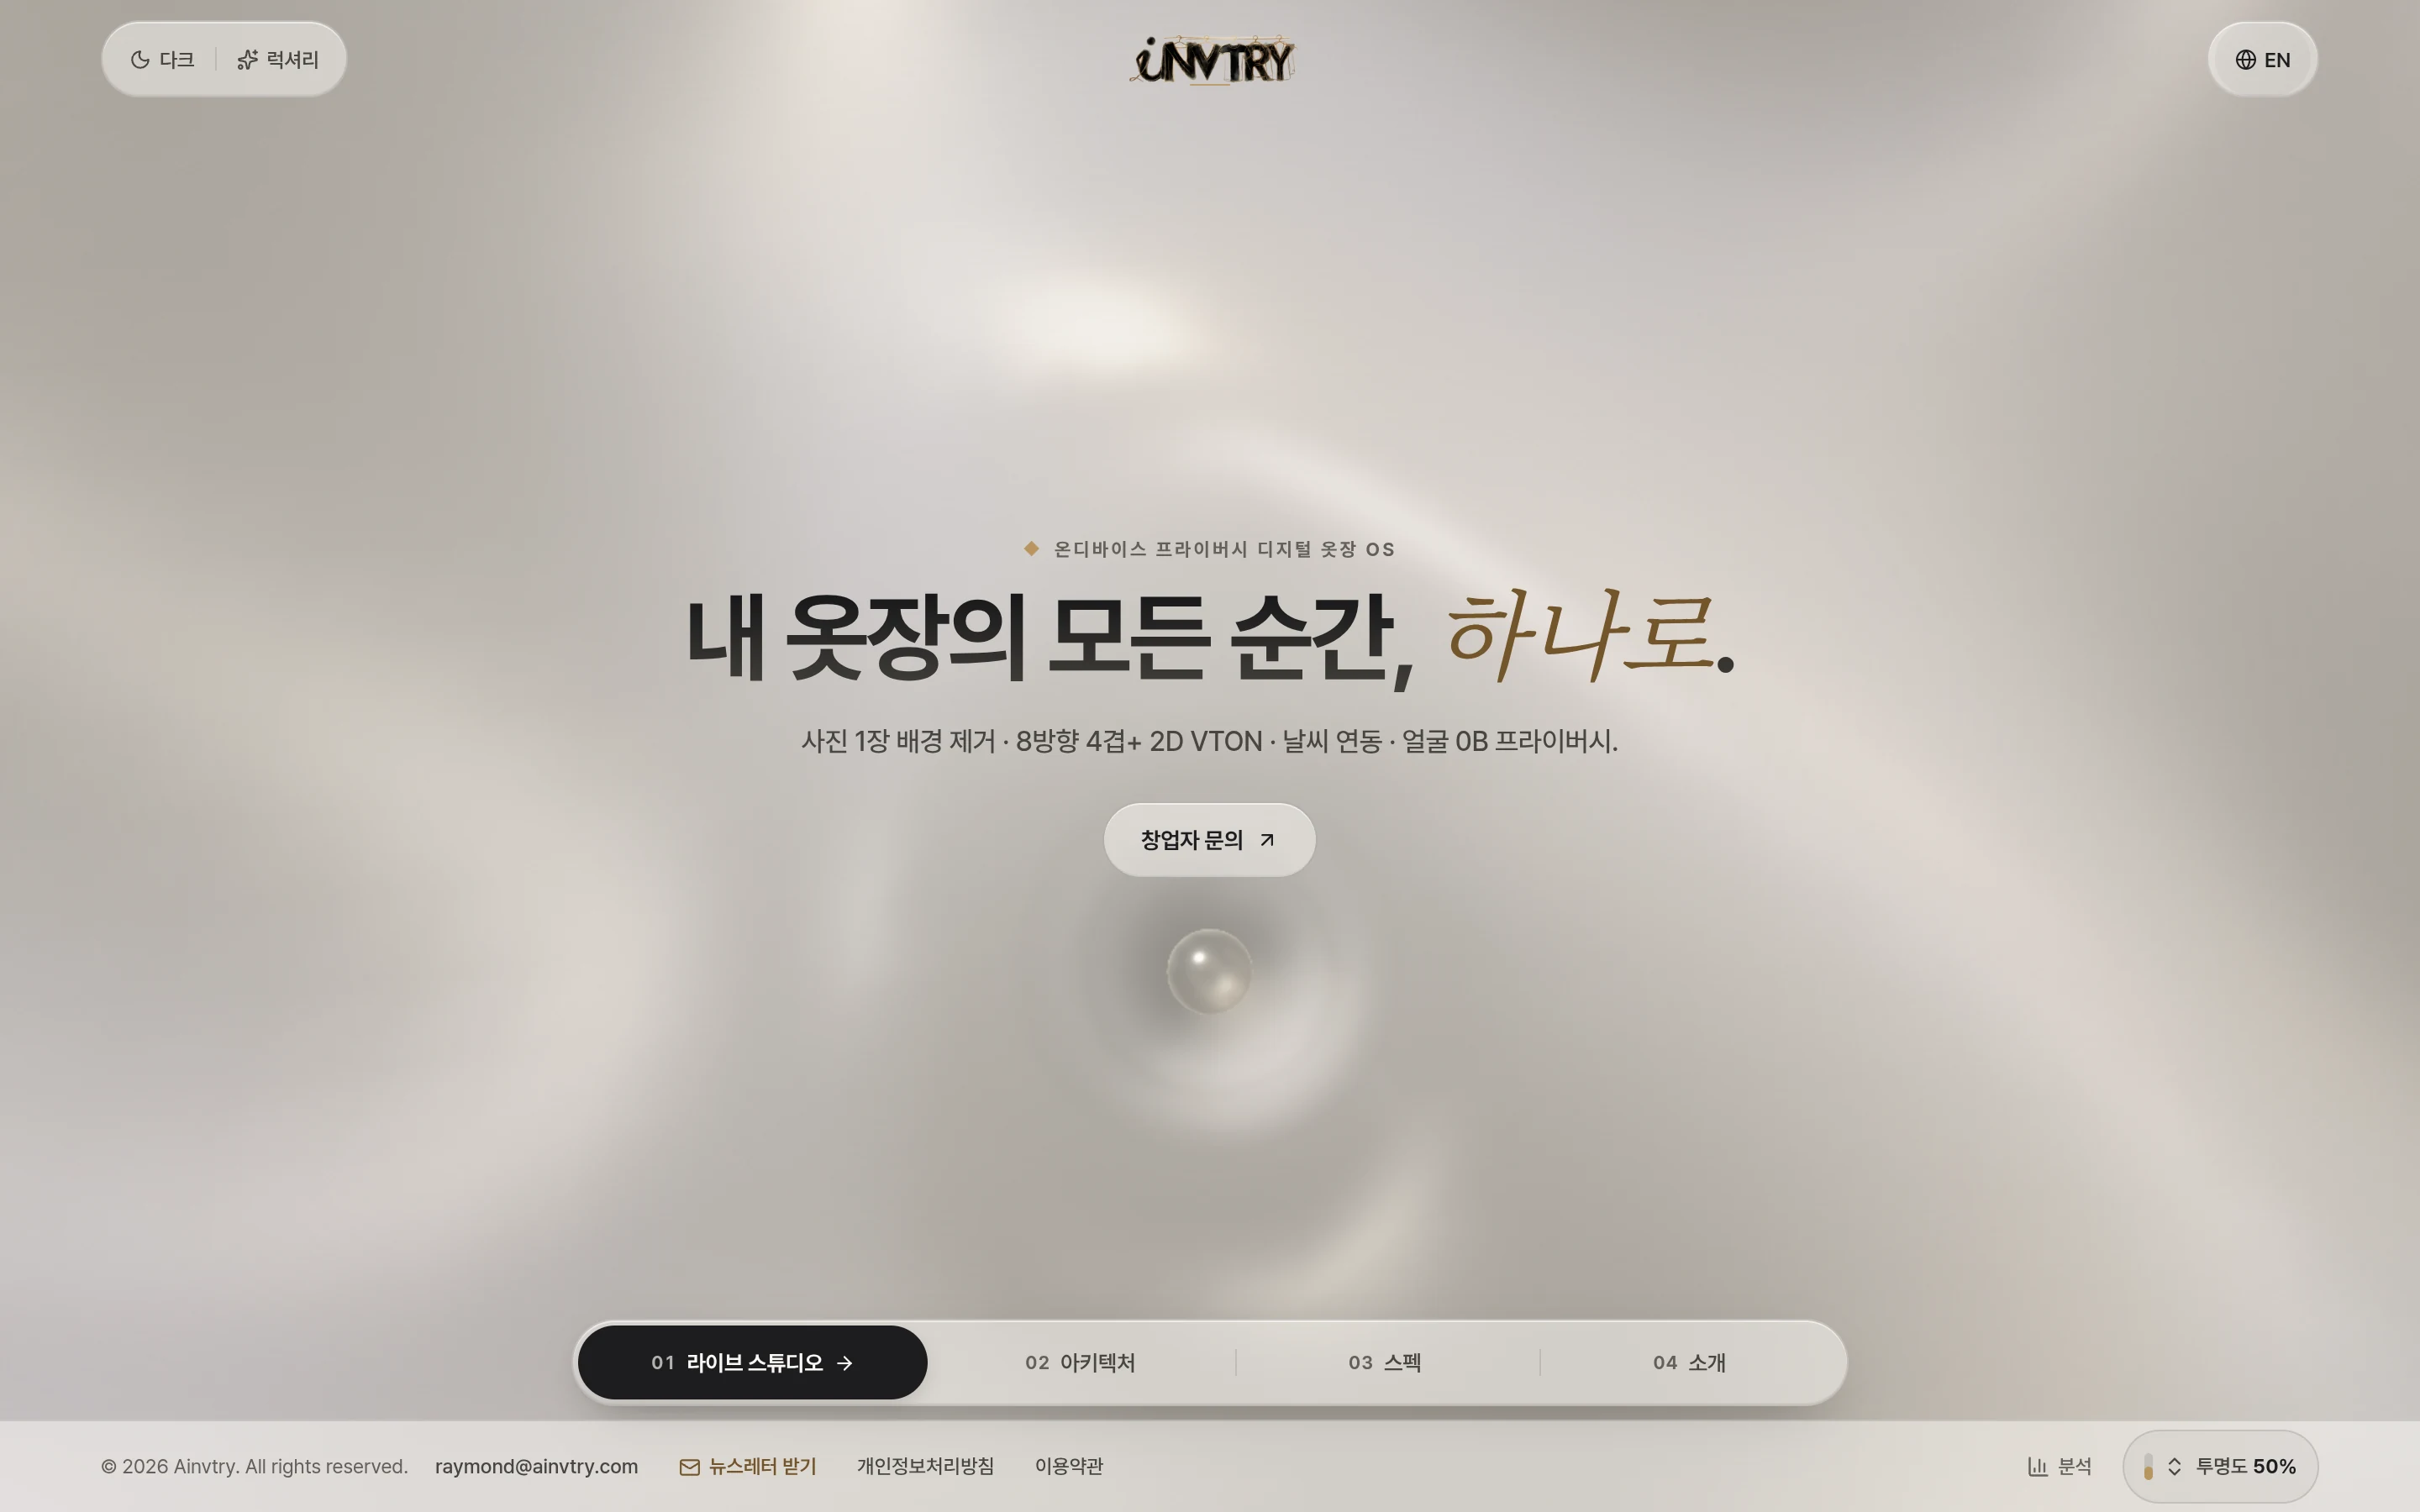 다크
럭셔리
iNVTRY
EN
온디바이스 프라이버시 디지털 옷장 OS
내 옷장의 모든 순간, 하나로.
사진 1장 배경 제거 · 8방향 4겹+ 2D VTON · 날씨 연동 · 얼굴 0B 프라이버시.
창업자 문의
01 라이브 스튜디오 →
02 아키텍처
03 스펙
04 소개
© 2026 Ainvtry. All rights reserved.
raymond@ainvtry.com
뉴스레터 받기
개인정보처리방침
이용약관
분석
투명도 50%